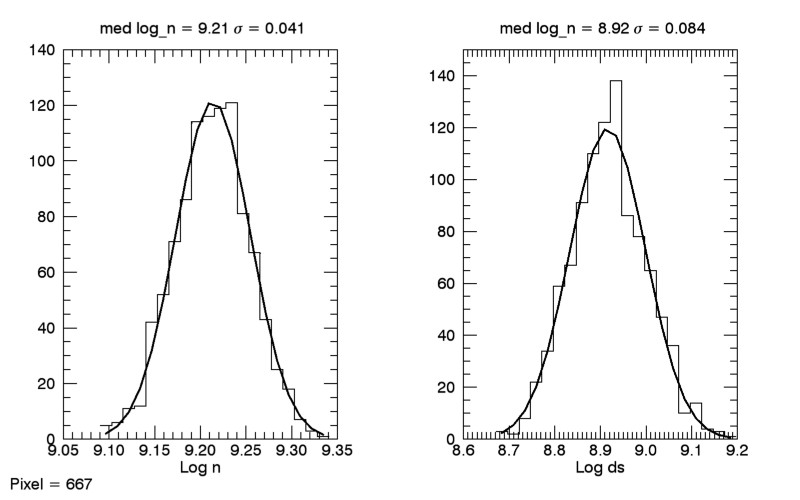 med log_n = 9.21 σ = 0.041
140
120
100
80
60
40
20
0
9.05 9.10 9.15 9.20 9.25 9.30 9.35
Log n
med log_n = 8.92 σ = 0.084
140
120
100
80
60
40
20
0
8.6 8.7 8.8 8.9 9.0 9.1 9.2
Log ds
Pixel = 667